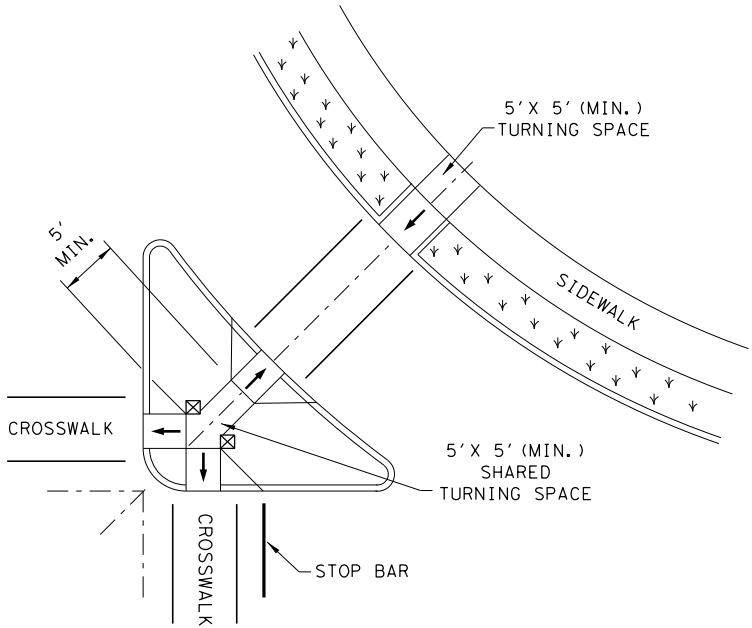 5' X 5' (MIN.)
TURNING SPACE
5'
MIN.
SIDEWALK
CROSSWALK
5' X 5' (MIN.)
SHARED
TURNING SPACE
CROSSWALK
STOP BAR